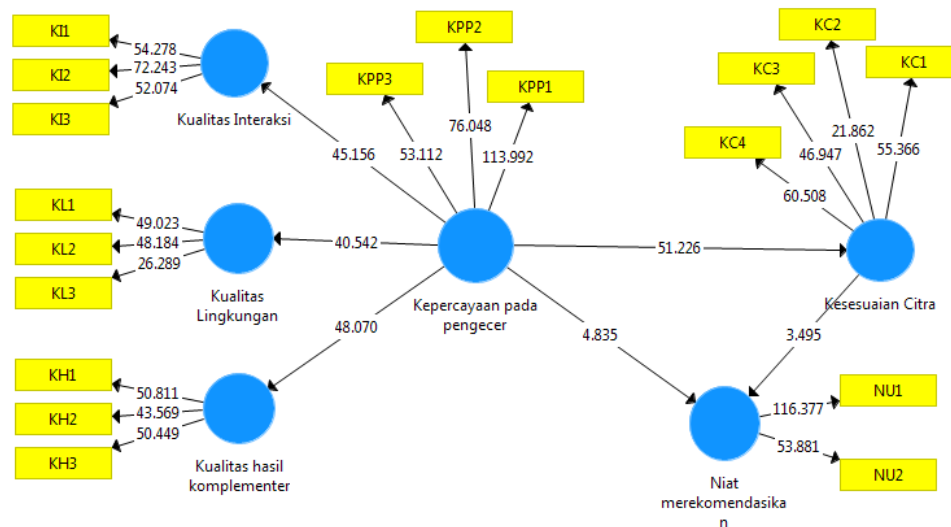 KI1
54.278
KI2
72.243
KI3
52.074
Kualitas Interaksi
45.156
KPP3
53.112
KPP2
76.048
KPP1
113.992
KC4
60.508
KC3
46.947
KC2
21.862
KC1
55.366
KL1
49.023
KL2
48.184
KL3
26.289
Kualitas
Lingkungan
40.542
Kepercayaan pada
pengecer
51.226
Kesesuaian Citra
48.070
4.835
3.495
KH1
50.811
KH2
43.569
KH3
50.449
Kualitas hasil
komplementer
NU1
116.377
NU2
53.881
Niat
merekomendasika
n